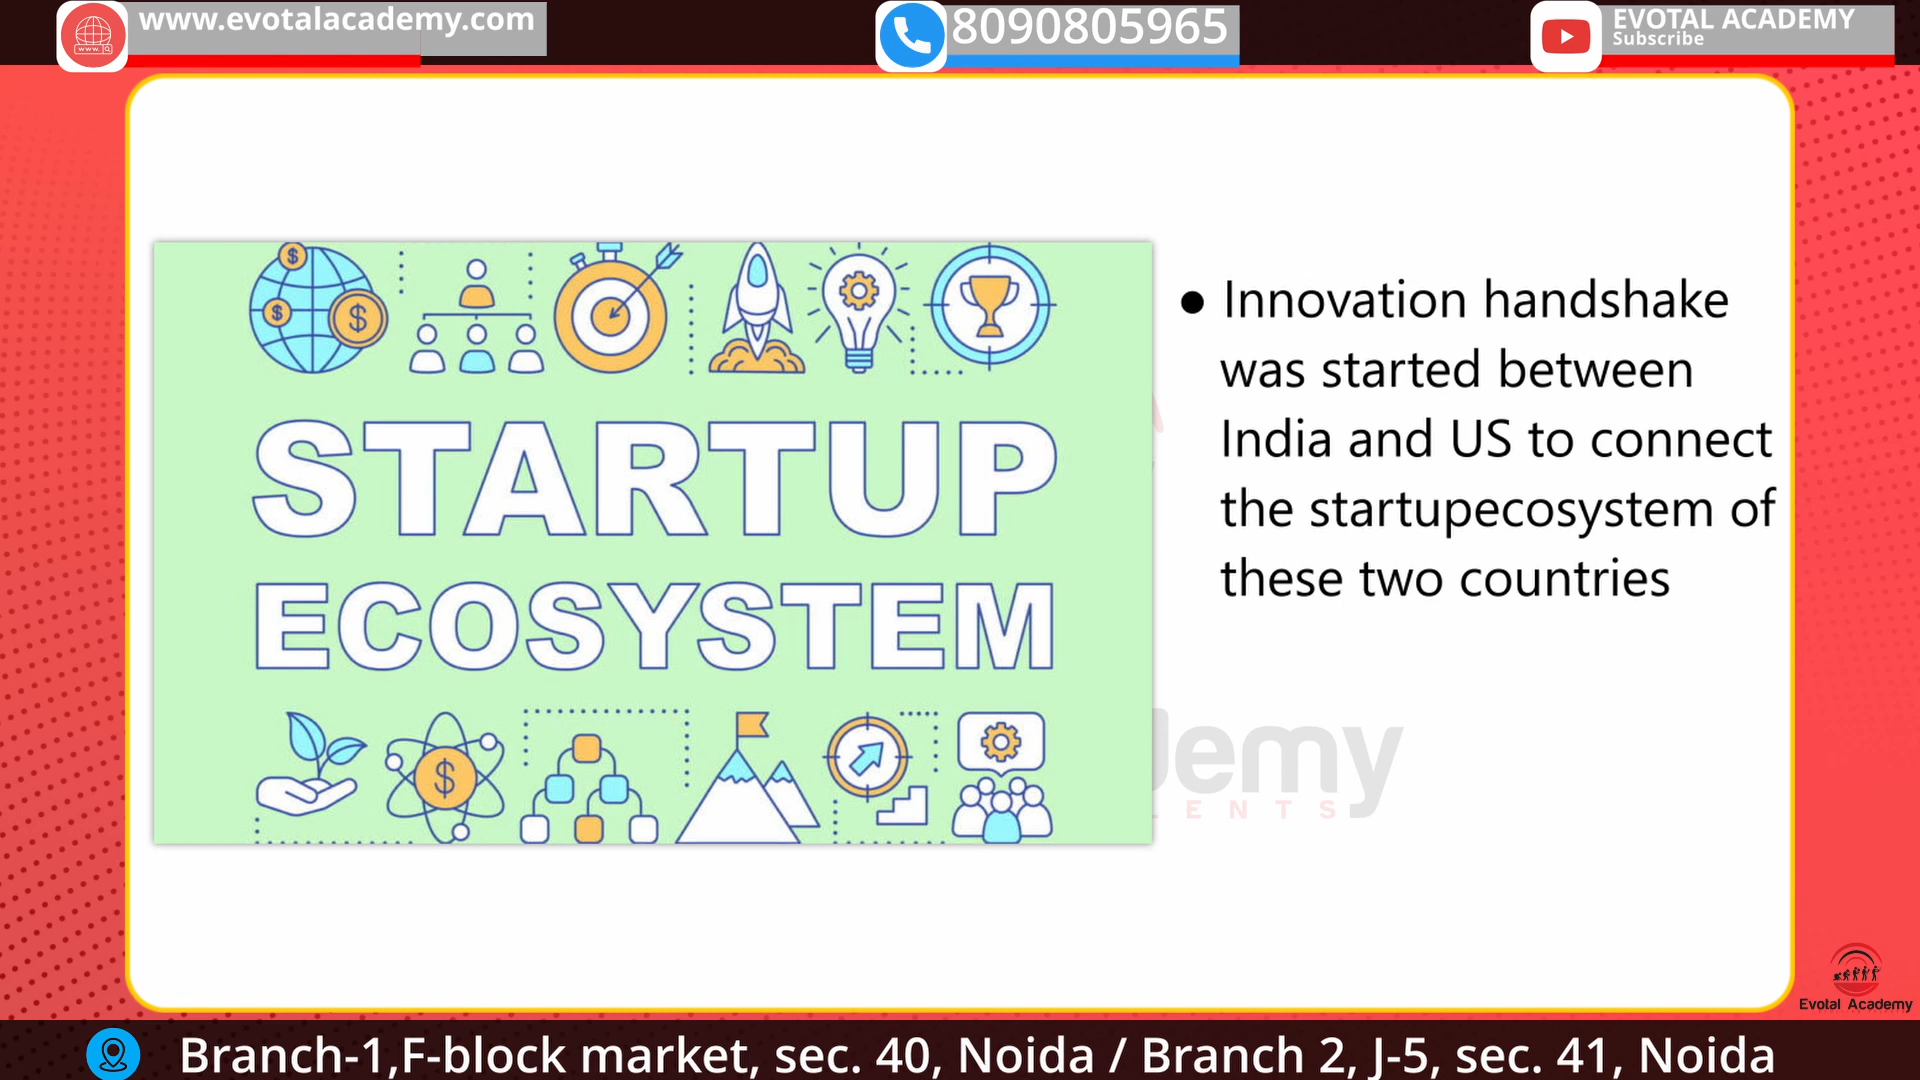 www.evotalacademy.com
8090805965
EVOTAL ACADEMY
Subscribe
STARTUP
ECOSYSTEM
● Innovation handshake
was started between
India and US to connect
the startupecosystem of
these two countries
demy
ENTS
Evotal Academy
Branch-1,F-block market, sec. 40, Noida / Branch 2, J-5, sec. 41, Noida